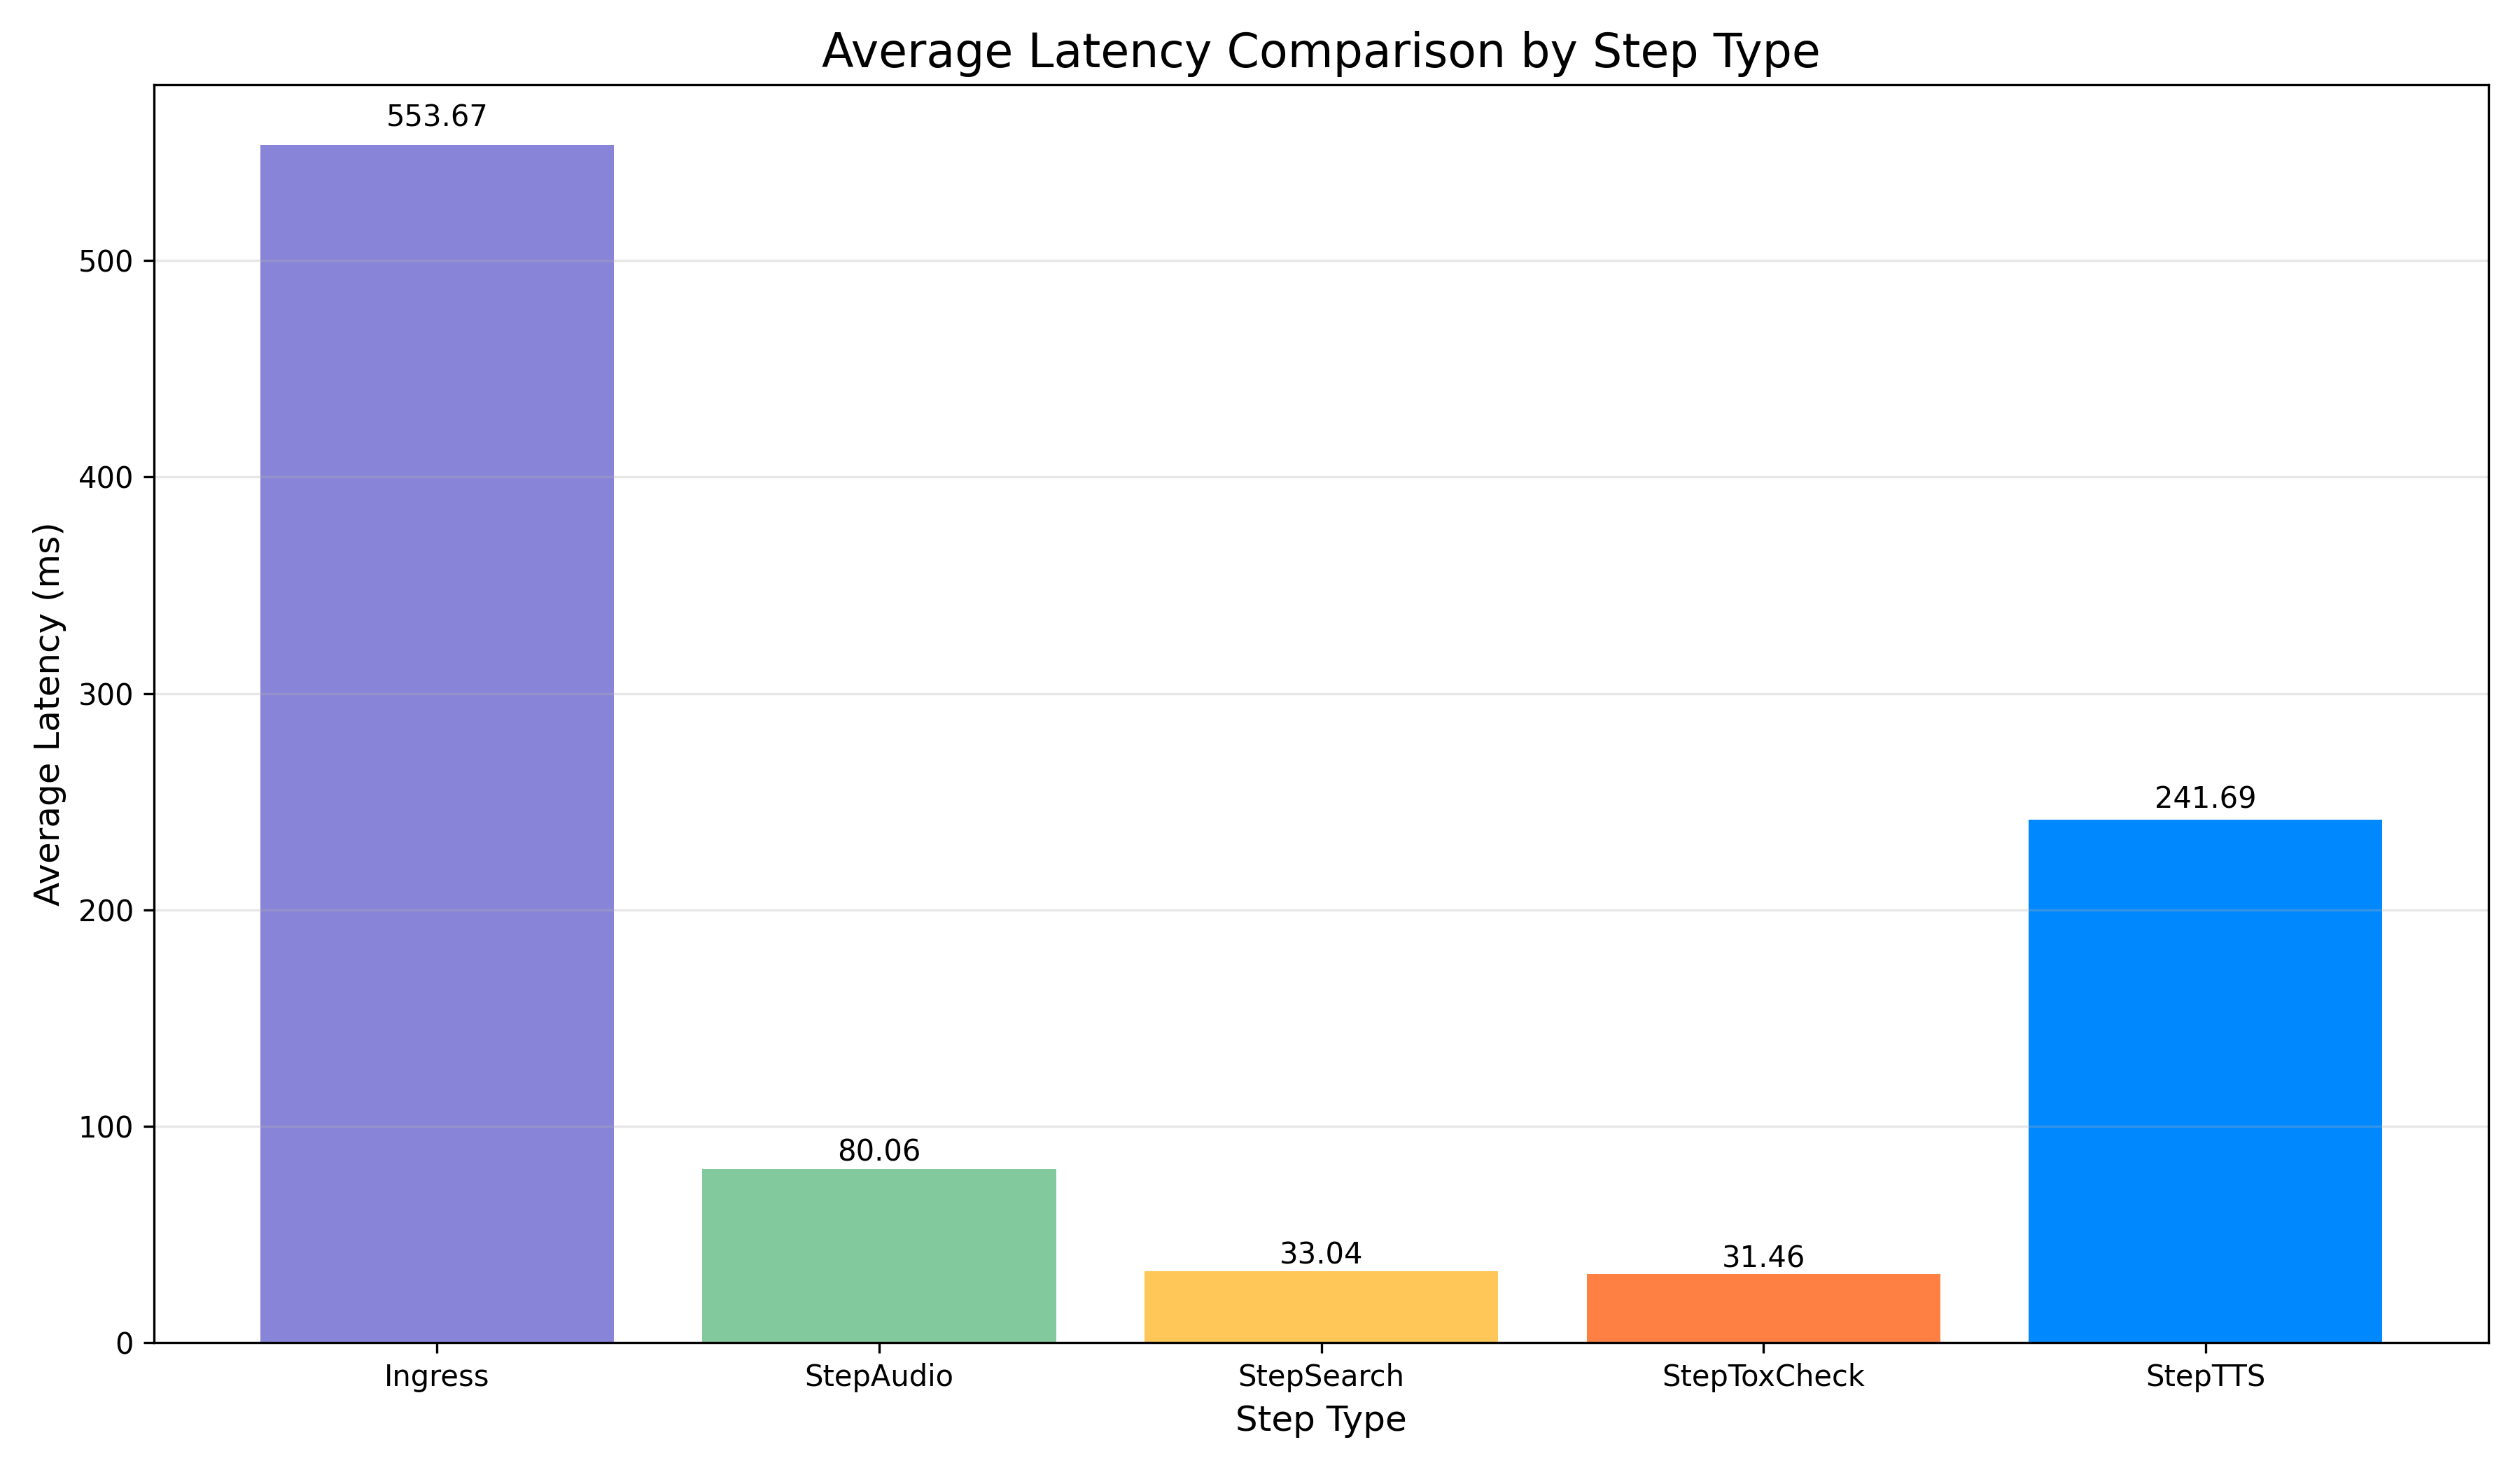 Average Latency Comparison by Step Type
553.67
500
400
300
200
100
0
Average Latency (ms)
80.06
33.04
31.46
241.69
Ingress
StepAudio
StepSearch
StepToxCheck
StepTTS
Step Type